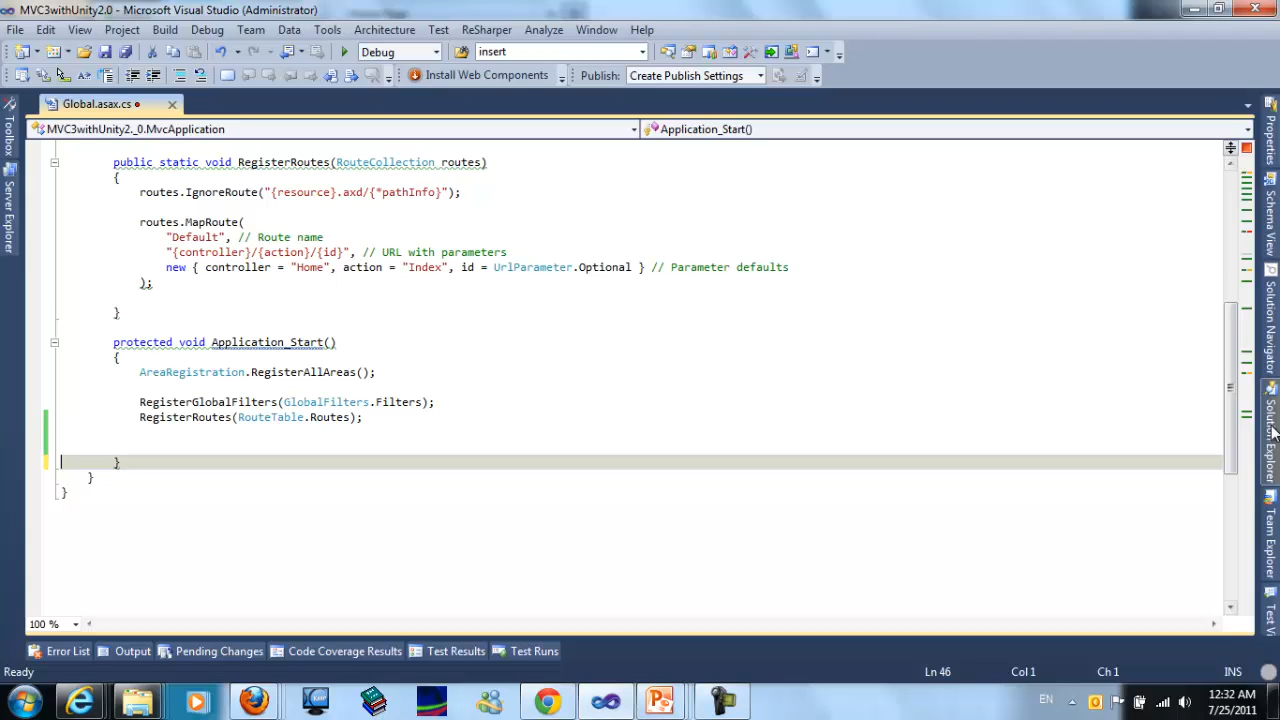 MVC3withUnity2.0 - Microsoft Visual Studio (Administrator)
File Edit View Project Build Debug Team Data Tools Architecture Test ReSharper Analyze Window Help
Debug insert
Install Web Components Publish: Create Publish Settings
Global.asax.cs
MVC3withUnity2._0.MvcApplication Application_Start()
public static void RegisterRoutes(RouteCollection routes)
{
routes.IgnoreRoute("{resource}.axd/{*pathInfo}");
routes.MapRoute(
"Default", // Route name
"{controller}/{action}/{id}", // URL with parameters
new { controller = "Home", action = "Index", id = UrlParameter.Optional } // Parameter defaults
);
}
protected void Application_Start()
{
AreaRegistration.RegisterAllAreas();
RegisterGlobalFilters(GlobalFilters.Filters);
RegisterRoutes(RouteTable.Routes);
}
}
}
Toolbox
Server Explorer
Properties
Schema View
Solution Navigator
Solution Explorer
Team Explorer
100 %
Error List Output Pending Changes Code Coverage Results Test Results Test Runs
Ready Ln 46 Col 1 Ch 1 INS
EN 12:32 AM
7/25/2011